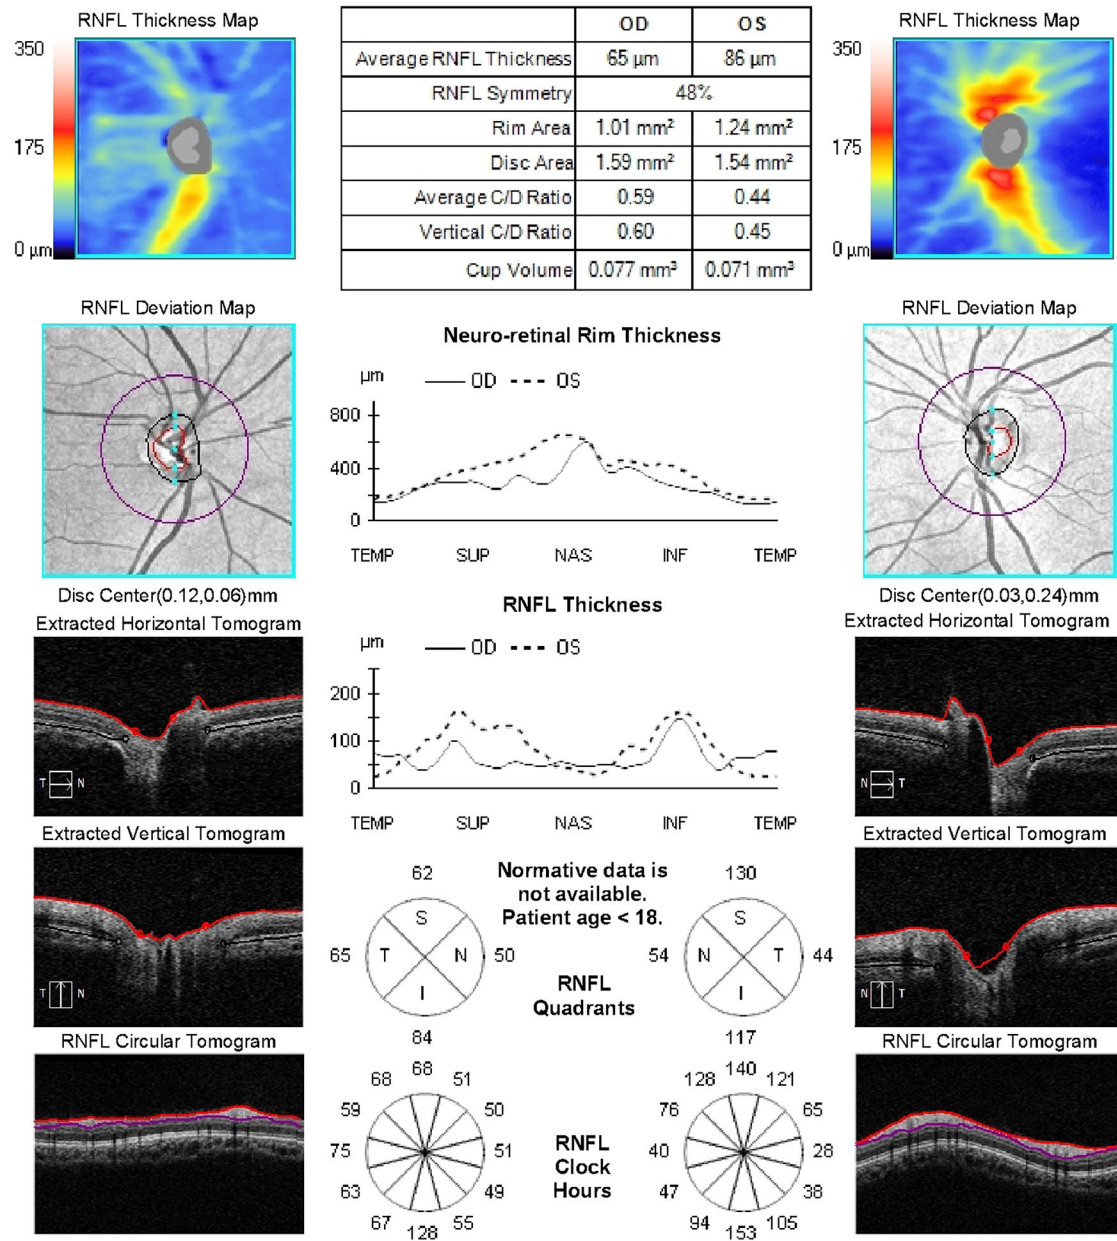 RNFL Thickness Map
350
175
0 µm
OD OS
Average RNFL Thickness 65 µm 86 µm
RNFL Symmetry 48%
Rim Area 1.01 mm² 1.24 mm²
Disc Area 1.59 mm² 1.54 mm²
Average C/D Ratio 0.59 0.44
Vertical C/D Ratio 0.60 0.45
Cup Volume 0.077 mm³ 0.071 mm³
RNFL Thickness Map
350
175
0 µm
RNFL Deviation Map
Disc Center(0.12,0.06)mm
Neuro-retinal Rim Thickness
µm OD OS
800
400
0
TEMP SUP NAS INF TEMP
RNFL Deviation Map
Disc Center(0.03,0.24)mm
Extracted Horizontal Tomogram
T N
RNFL Thickness
µm OD OS
200
100
0
TEMP SUP NAS INF TEMP
Extracted Horizontal Tomogram
N T
Extracted Vertical Tomogram
T N
62
S
65 T N 50
I
84
Normative data is
not available.
Patient age < 18.
RNFL
Quadrants
130
S
54 N T 44
I
117
Extracted Vertical Tomogram
N T
RNFL Circular Tomogram
68 68 51
59 50
75 51
63 49
67 128 55
RNFL
Clock
Hours
128 140 121
76 65
40 28
47 38
94 153 105
RNFL Circular Tomogram